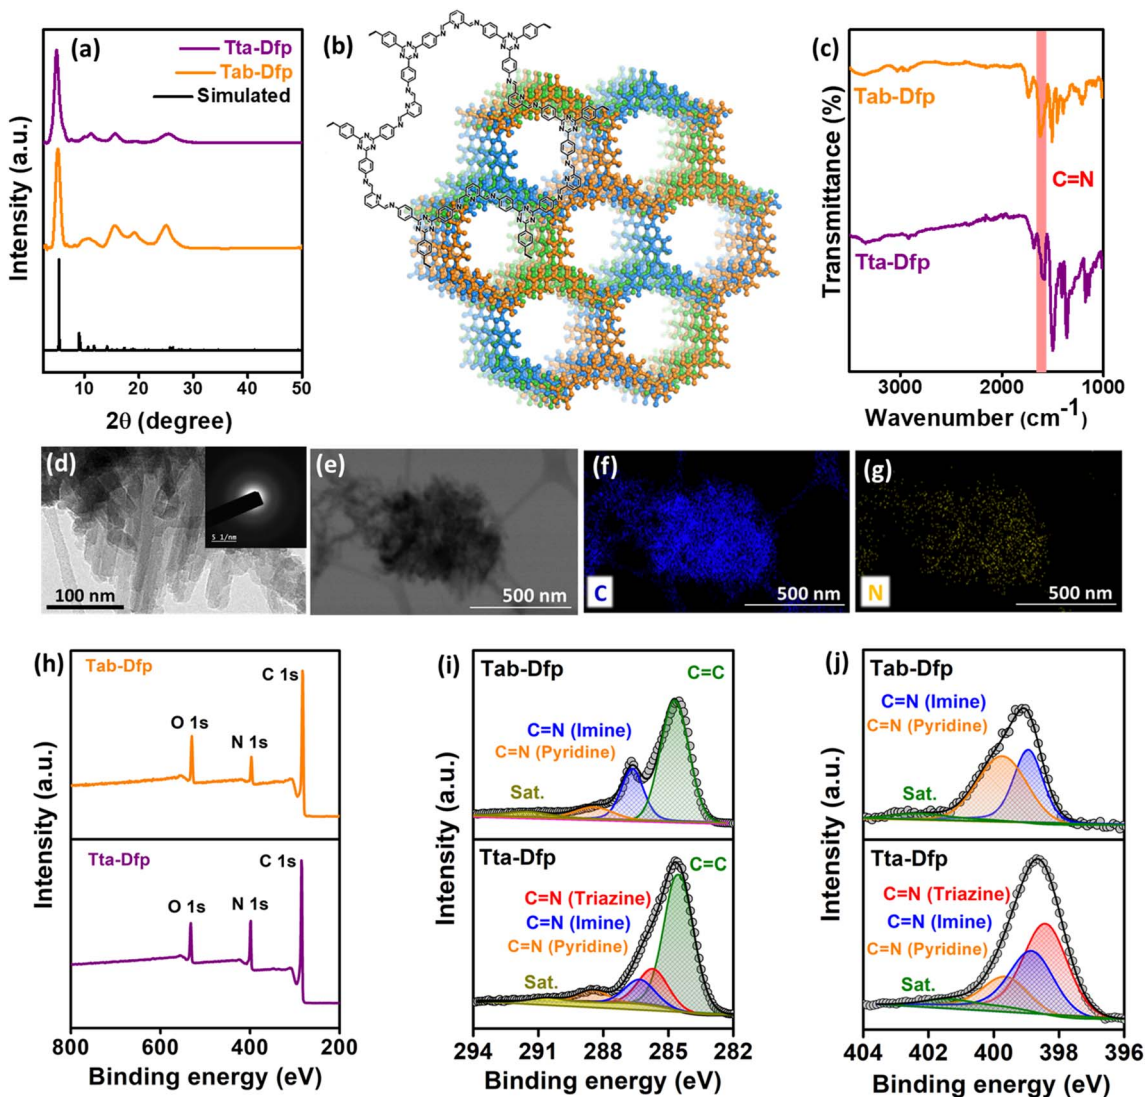 (a)
Tta-Dfp
Tab-Dfp
Simulated
Intensity (a.u.)
10 20 30 40 50
2θ (degree)
(b)
(c)
Tab-Dfp
C=N
Tta-Dfp
Transmittance (%)
3000 2000 1000
Wavenumber (cm-1)
(d)
5 1/nm
100 nm
(e)
500 nm
(f)
C
500 nm
(g)
N
500 nm
(h)
Tab-Dfp
C 1s
O 1s
N 1s
Tta-Dfp
C 1s
O 1s
N 1s
Intensity (a.u.)
800 600 400 200
Binding energy (eV)
(i)
Tab-Dfp
C=C
C=N (Imine)
C=N (Pyridine)
Sat.
Tta-Dfp
C=C
C=N (Triazine)
C=N (Imine)
C=N (Pyridine)
Sat.
Intensity (a.u.)
294 291 288 285 282
Binding energy (eV)
(j)
Tab-Dfp
C=N (Imine)
C=N (Pyridine)
Sat.
Tta-Dfp
C=N (Triazine)
C=N (Imine)
C=N (Pyridine)
Sat.
Intensity (a.u.)
404 402 400 398 396
Binding energy (eV)